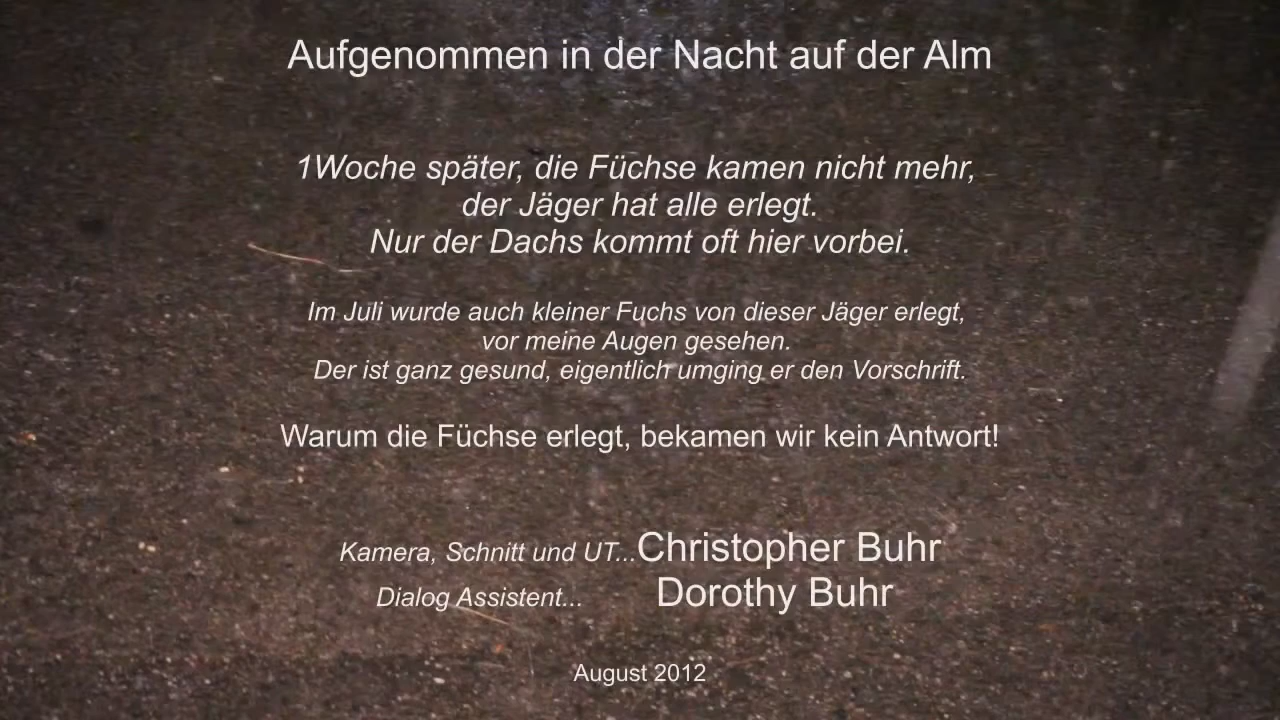 Aufgenommen in der Nacht auf der Alm
1Woche später, die Füchse kamen nicht mehr,
der Jäger hat alle erlegt.
Nur der Dachs kommt oft hier vorbei.
Im Juli wurde auch kleiner Fuchs von dieser Jäger erlegt,
vor meine Augen gesehen.
Der ist ganz gesund, eigentlich umging er den Vorschrift.
Warum die Füchse erlegt, bekamen wir kein Antwort!
Kamera, Schnitt und UT...Christopher Buhr
Dialog Assistent... Dorothy Buhr
August 2012